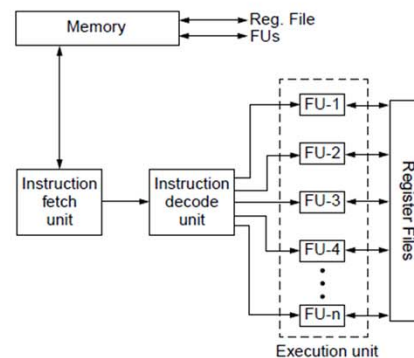 Memory
Reg. File
FUs
FU-1
FU-2
FU-3
FU-4
FU-n
Instruction
fetch
unit
Instruction
decode
unit
Register Files
Execution unit